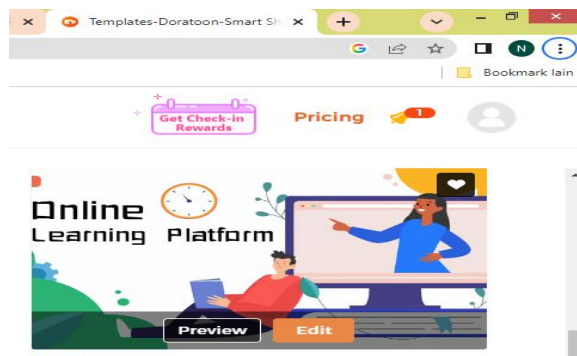 Templates-Doratoon-Smart Sh
N
Bookmark lain
Get Check-in
Rewards
Pricing
1
Online
Learning Platform
Preview
Edit